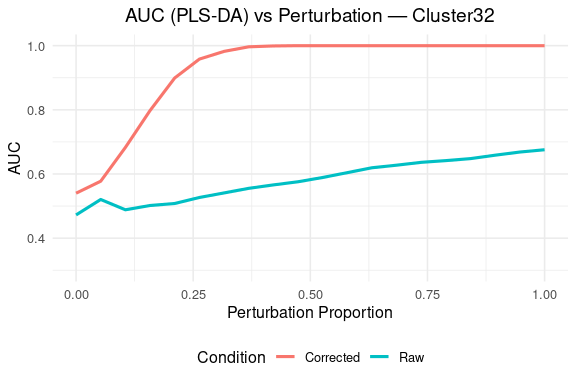 AUC (PLS-DA) vs Perturbation — Cluster32
1.0
0.8
0.6
0.4
AUC
0.00 0.25 0.50 0.75 1.00
Perturbation Proportion
Condition Corrected Raw